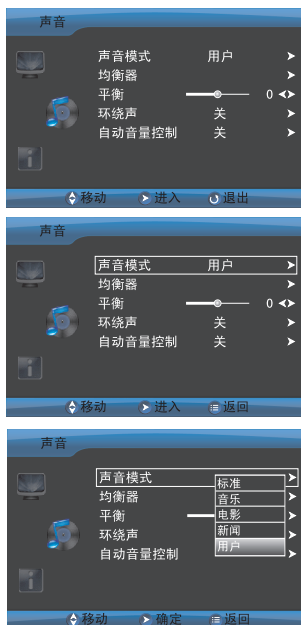 声音
声音模式 用户
均衡器
平衡 0
环绕声 关
自动音量控制 关
移动 进入 退出
声音
声音模式 用户
均衡器
平衡 0
环绕声 关
自动音量控制 关
移动 进入 返回
声音
声音模式 标准
均衡器 音乐
平衡 电影
环绕声 新闻
自动音量控制 用户
移动 确定 返回